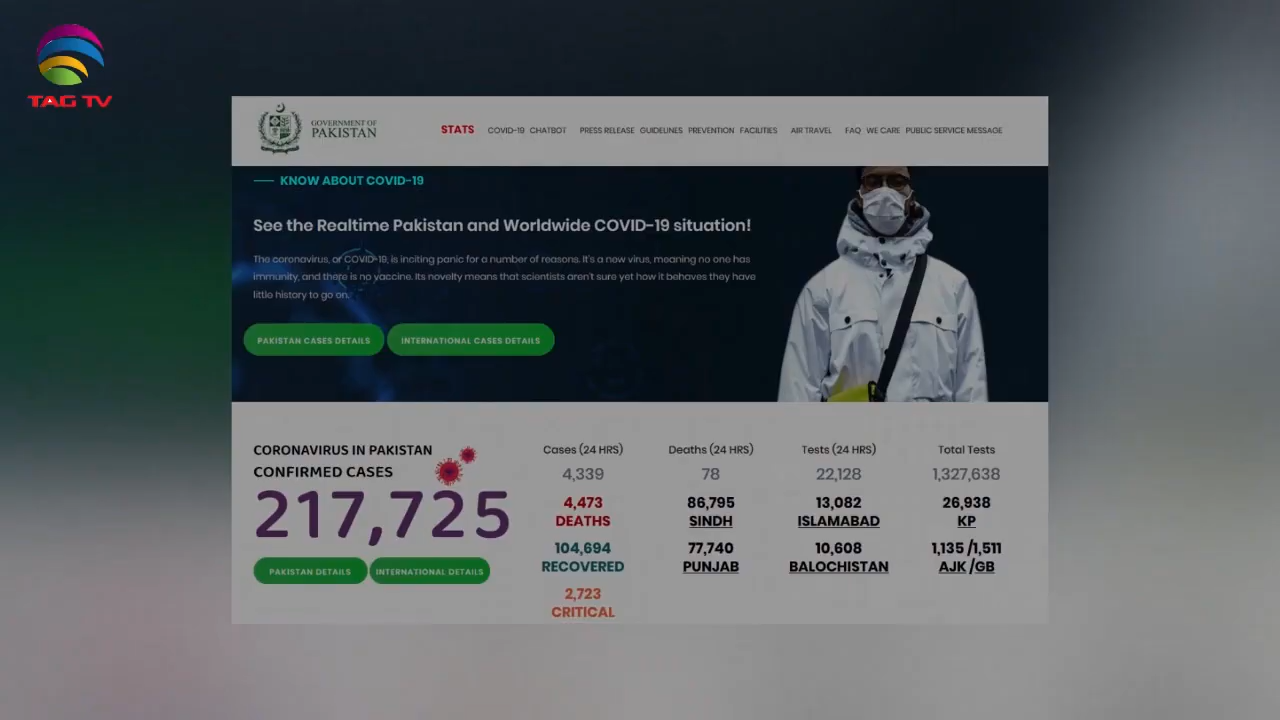 TAG TV
GOVERNMENT OF
PAKISTAN
STATS COVID-19 CHATBOT PRESS RELEASE GUIDELINES PREVENTION FACILITIES AIR TRAVEL FAQ WE CARE PUBLIC SERVICE MESSAGE
KNOW ABOUT COVID-19
See the Realtime Pakistan and Worldwide COVID-19 situation!
The coronavirus, or COVID-19, is inciting panic for a number of reasons. It's a new virus, meaning no one has
immunity, and there is no vaccine. Its novelty means that scientists aren't sure yet how it behaves they have
little history to go on.
PAKISTAN CASES DETAILS INTERNATIONAL CASES DETAILS
CORONAVIRUS IN PAKISTAN
CONFIRMED CASES
217,725
PAKISTAN DETAILS INTERNATIONAL DETAILS
Cases (24 HRS) Deaths (24 HRS) Tests (24 HRS) Total Tests
4,339 78 22,128 1,327,638
4,473 86,795 13,082 26,938
DEATHS SINDH ISLAMABAD KP
104,694 77,740 10,608 1,135 /1,511
RECOVERED PUNJAB BALOCHISTAN AJK /GB
2,723
CRITICAL